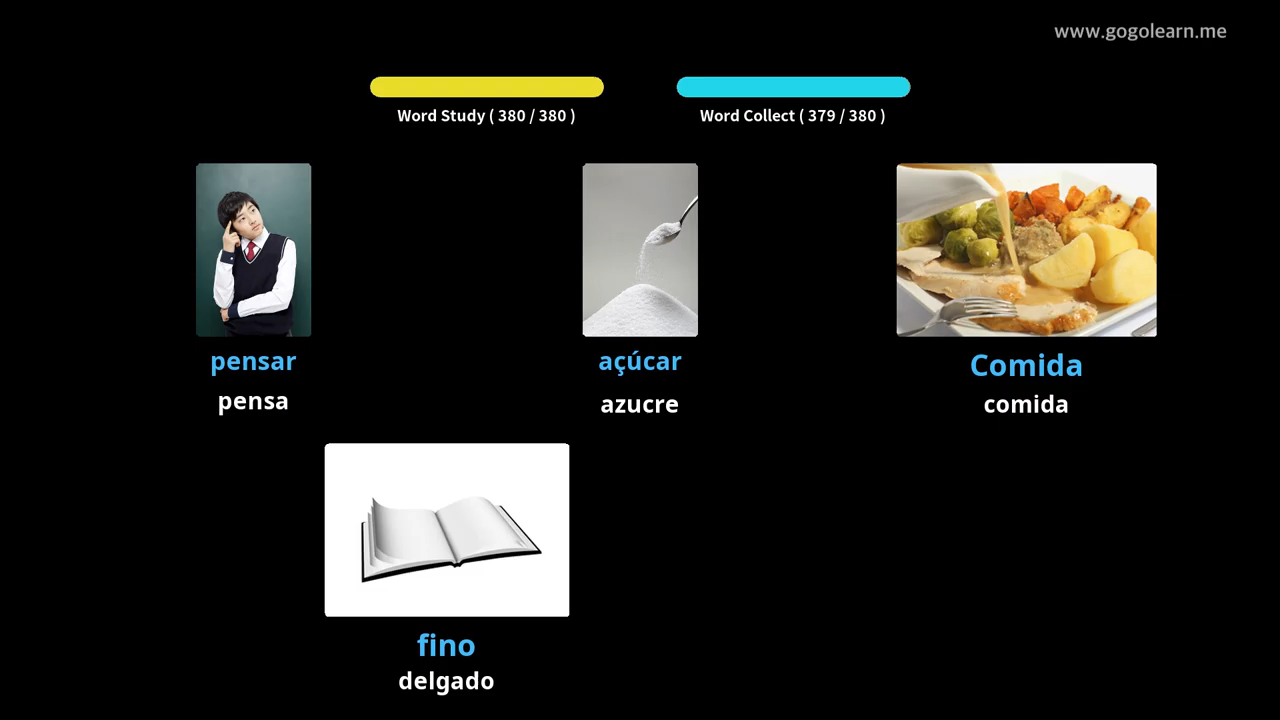 www.gogolearn.me
Word Study ( 380 / 380 )
Word Collect ( 379 / 380 )
pensar
pensa
açúcar
azucre
Comida
comida
fino
delgado